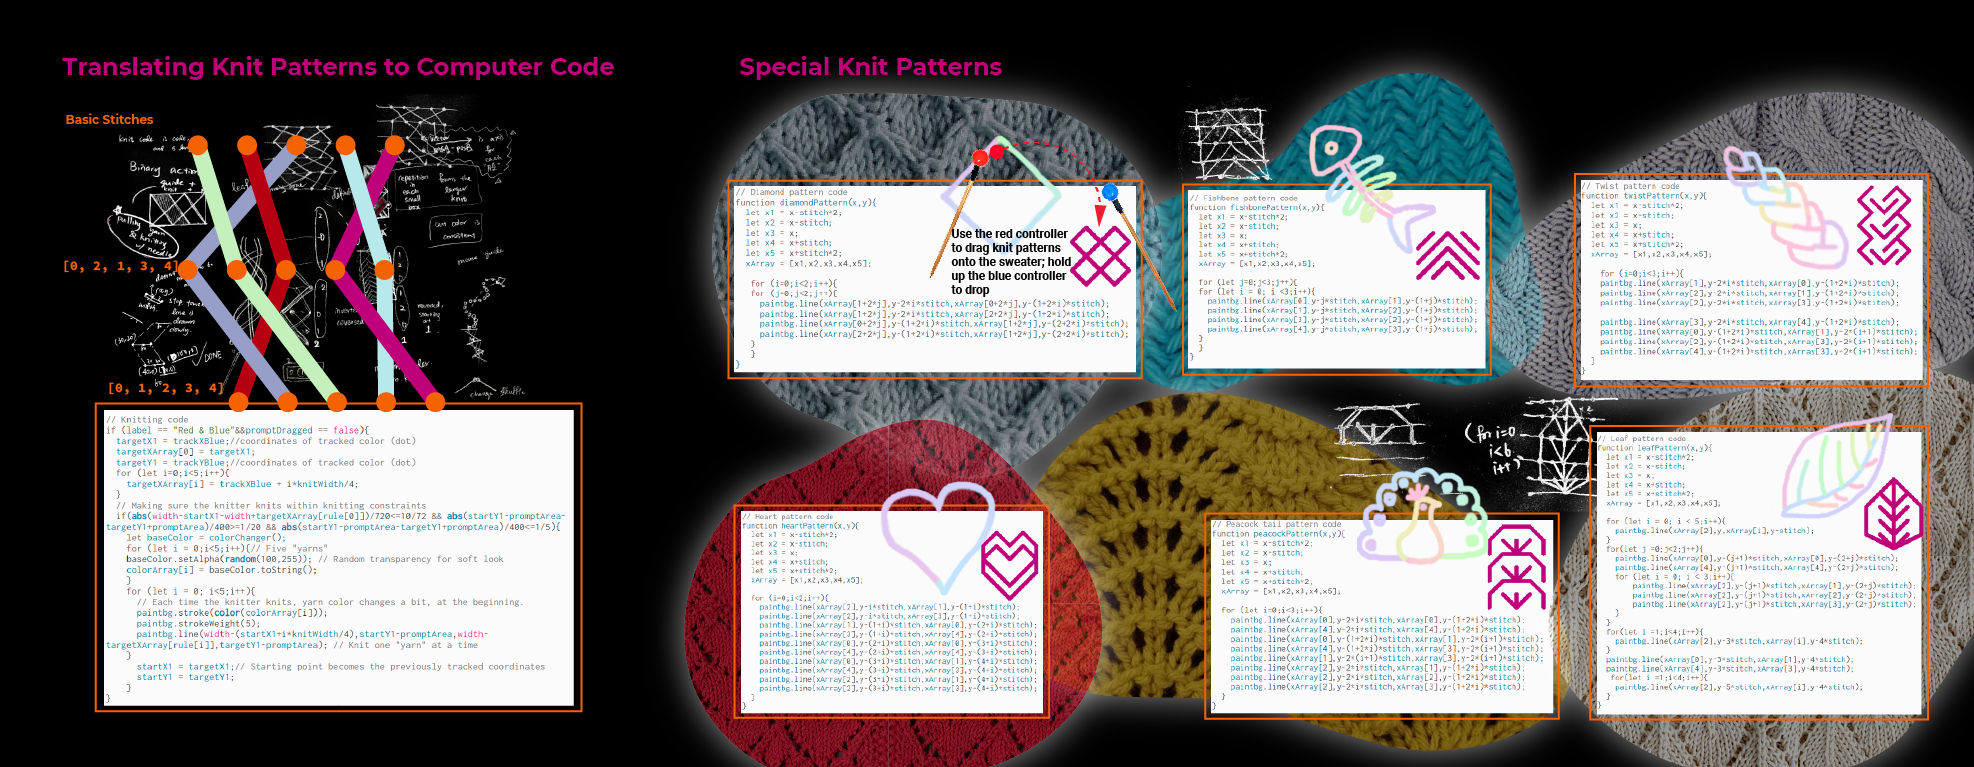 Translating Knit Patterns to Computer Code
Special Knit Patterns
Basic Stitches
knit code is code
Binary action
guide + knit
pulling yarn & knitting w/ needle
repetition in each small box
form the larger knit
can color is consistent
[0, 2, 1, 3, 4]
[0, 1, 2, 3, 4]
DONE
change shuffle
// Knitting code
if (label == "Red & Blue"&&promptDragged == false){
targetX1 = trackXBlue;//coordinates of tracked color (dot)
targetXArray[0] = targetX1;
targetY1 = trackYBlue;//coordinates of tracked color (dot)
for (let i=0;i<5;i++){
targetXArray[i] = trackXBlue + i*knitWidth/4;
}
// Making sure the knitter knits within knitting constraints
if(abs(width-startX1-width+targetXArray[rule[0]])/720<=10/72 && abs(startY1-promptArea-
targetY1+promptArea)/400>=1/20 && abs(startY1-promptArea-targetY1+promptArea)/400<=1/5){
let baseColor = colorChanger();
for (let i = 0;i<5;i++){// Five "yarns"
baseColor.setAlpha(random(100,255)); // Random transparency for soft look
colorArray[i] = baseColor.toString();
}
for (let i = 0; i<5;i++){
// Each time the knitter knits, yarn color changes a bit, at the beginning.
paintbg.stroke(color(colorArray[i]));
paintbg.strokeWeight(5);
paintbg.line(width-(startX1+i*knitWidth/4),startY1-promptArea,width-
targetXArray[rule[i]],targetY1-promptArea); // Knit one "yarn" at a time
}
startX1 = targetX1;// Starting point becomes the previously tracked coordinates
startY1 = targetY1;
}
}
// Diamond pattern code
function diamondPattern(x,y){
let x1 = x-stitch*2;
let x2 = x-stitch;
let x3 = x;
let x4 = x+stitch;
let x5 = x+stitch*2;
xArray = [x1,x2,x3,x4,x5];
for (i=0;i<2;i++){
for (j=0;j<2;j++){
paintbg.line(xArray[1+2*j],y-2*i*stitch,xArray[0+2*j],y-(1+2*i)*stitch);
paintbg.line(xArray[1+2*j],y-2*i*stitch,xArray[2+2*j],y-(1+2*i)*stitch);
paintbg.line(xArray[0+2*j],y-(1+2*i)*stitch,xArray[1+2*j],y-(2+2*i)*stitch);
paintbg.line(xArray[2+2*j],y-(1+2*i)*stitch,xArray[1+2*j],y-(2+2*i)*stitch);
}
}
}
Use the red controller
to drag knit patterns
onto the sweater; hold
up the blue controller
to drop
// Fishbone pattern code
function fishbonePattern(x,y){
let x1 = x-stitch*2;
let x2 = x-stitch;
let x3 = x;
let x4 = x+stitch;
let x5 = x+stitch*2;
xArray = [x1,x2,x3,x4,x5];
for (let j=0;j<3;j++){
for (let i = 0; i <3;i++){
paintbg.line(xArray[0],y-j*stitch,xArray[1],y-(1+j)*stitch);
paintbg.line(xArray[1],y-j*stitch,xArray[2],y-(1+j)*stitch);
paintbg.line(xArray[3],y-j*stitch,xArray[2],y-(1+j)*stitch);
paintbg.line(xArray[4],y-j*stitch,xArray[3],y-(1+j)*stitch);
}
}
}
// Twist pattern code
function twistPattern(x,y){
let x1 = x-stitch*2;
let x2 = x-stitch;
let x3 = x;
let x4 = x+stitch;
let x5 = x+stitch*2;
xArray = [x1,x2,x3,x4,x5];
for (i=0;i<3;i++){
paintbg.line(xArray[1],y-2*i*stitch,xArray[0],y-(1+2*i)*stitch);
paintbg.line(xArray[2],y-2*i*stitch,xArray[1],y-(1+2*i)*stitch);
paintbg.line(xArray[3],y-2*i*stitch,xArray[2],y-(1+2*i)*stitch);
paintbg.line(xArray[3],y-2*i*stitch,xArray[4],y-(1+2*i)*stitch);
paintbg.line(xArray[0],y-(1+2*i)*stitch,xArray[1],y-2*(i+1)*stitch);
paintbg.line(xArray[2],y-(1+2*i)*stitch,xArray[3],y-2*(i+1)*stitch);
paintbg.line(xArray[4],y-(1+2*i)*stitch,xArray[3],y-2*(i+1)*stitch);
}
}
// Heart pattern code
function heartPattern(x,y){
let x1 = x-stitch*2;
let x2 = x-stitch;
let x3 = x;
let x4 = x+stitch;
let x5 = x+stitch*2;
xArray = [x1,x2,x3,x4,x5];
for (i=0;i<2;i++){
paintbg.line(xArray[2],y-i*stitch,xArray[1],y-(1+i)*stitch);
paintbg.line(xArray[2],y-i*stitch,xArray[3],y-(1+i)*stitch);
paintbg.line(xArray[1],y-(1+i)*stitch,xArray[0],y-(2+i)*stitch);
paintbg.line(xArray[3],y-(1+i)*stitch,xArray[4],y-(2+i)*stitch);
paintbg.line(xArray[0],y-(2+i)*stitch,xArray[0],y-(3+i)*stitch);
paintbg.line(xArray[4],y-(2+i)*stitch,xArray[4],y-(3+i)*stitch);
paintbg.line(xArray[0],y-(3+i)*stitch,xArray[1],y-(4+i)*stitch);
paintbg.line(xArray[4],y-(3+i)*stitch,xArray[3],y-(4+i)*stitch);
paintbg.line(xArray[2],y-(3+i)*stitch,xArray[1],y-(4+i)*stitch);
paintbg.line(xArray[2],y-(3+i)*stitch,xArray[3],y-(4+i)*stitch);
}
}
(for i=0
i<6
i++)
// Peacock tail pattern code
function peacockPattern(x,y){
let x1 = x-stitch*2;
let x2 = x-stitch;
let x3 = x;
let x4 = x+stitch;
let x5 = x+stitch*2;
xArray = [x1,x2,x3,x4,x5];
for (let i=0;i<3;i++){
paintbg.line(xArray[0],y-2*i*stitch,xArray[0],y-(1+2*i)*stitch);
paintbg.line(xArray[4],y-2*i*stitch,xArray[4],y-(1+2*i)*stitch);
paintbg.line(xArray[0],y-(1+2*i)*stitch,xArray[1],y-2*(i+1)*stitch);
paintbg.line(xArray[4],y-(1+2*i)*stitch,xArray[3],y-2*(i+1)*stitch);
paintbg.line(xArray[1],y-2*(i+1)*stitch,xArray[3],y-2*(i+1)*stitch);
paintbg.line(xArray[2],y-2*i*stitch,xArray[1],y-(1+2*i)*stitch);
paintbg.line(xArray[2],y-2*i*stitch,xArray[2],y-(1+2*i)*stitch);
paintbg.line(xArray[2],y-2*i*stitch,xArray[3],y-(1+2*i)*stitch);
}
}
// Leaf pattern code
function leafPattern(x,y){
let x1 = x-stitch*2;
let x2 = x-stitch;
let x3 = x;
let x4 = x+stitch;
let x5 = x+stitch*2;
xArray = [x1,x2,x3,x4,x5];
for (let i = 0; i < 5;i++){
paintbg.line(xArray[2],y,xArray[i],y-stitch);
}
for(let j =0;j<2;j++){
paintbg.line(xArray[0],y-(j+1)*stitch,xArray[0],y-(2+j)*stitch);
paintbg.line(xArray[4],y-(j+1)*stitch,xArray[4],y-(2+j)*stitch);
for (let i = 0; i < 3;i++){
paintbg.line(xArray[2],y-(j+1)*stitch,xArray[1],y-(2+j)*stitch);
paintbg.line(xArray[2],y-(j+1)*stitch,xArray[2],y-(2+j)*stitch);
paintbg.line(xArray[2],y-(j+1)*stitch,xArray[3],y-(2+j)*stitch);
}
}
for(let i =1;i<4;i++){
paintbg.line(xArray[2],y-3*stitch,xArray[i],y-4*stitch);
}
paintbg.line(xArray[0],y-3*stitch,xArray[1],y-4*stitch);
paintbg.line(xArray[4],y-3*stitch,xArray[3],y-4*stitch);
for(let i =1;i<4;i++){
paintbg.line(xArray[2],y-5*stitch,xArray[i],y-4*stitch);
}
}